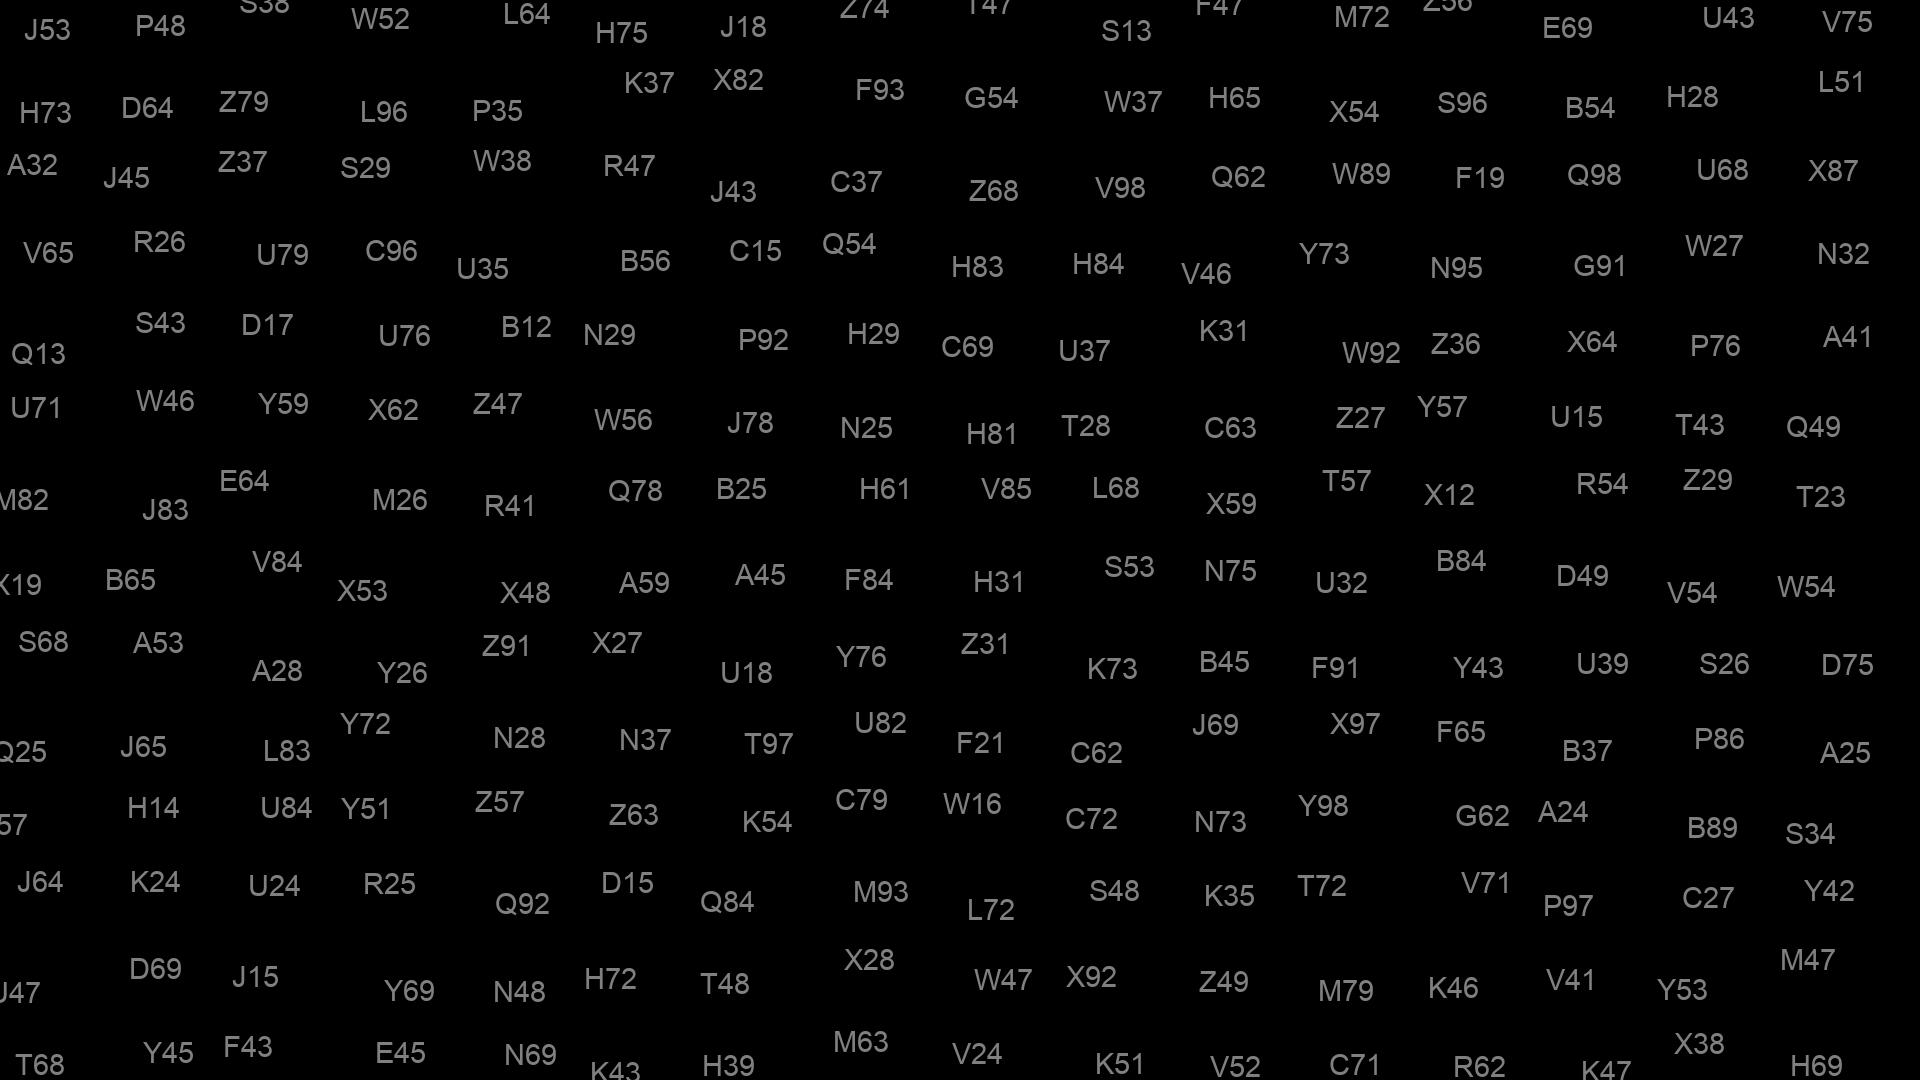 J53 P48 S38 W52 L64 H75 J18 Z74 T47 S13 F47 M72 Z56 E69 U43 V75
H73 D64 Z79 L96 P35 K37 X82 F93 G54 W37 H65 X54 S96 B54 H28 L51
A32 J45 Z37 S29 W38 R47 J43 C37 Z68 V98 Q62 W89 F19 Q98 U68 X87
V65 R26 U79 C96 U35 B56 C15 Q54 H83 H84 V46 Y73 N95 G91 W27 N32
Q13 S43 D17 U76 B12 N29 P92 H29 C69 U37 K31 W92 Z36 X64 P76 A41
U71 W46 Y59 X62 Z47 W56 J78 N25 H81 T28 C63 Z27 Y57 U15 T43 Q49
M82 J83 E64 M26 R41 Q78 B25 H61 V85 L68 X59 T57 X12 R54 Z29 T23
X19 B65 V84 X53 X48 A59 A45 F84 H31 S53 N75 U32 B84 D49 V54 W54
S68 A53 A28 Y26 Z91 X27 U18 Y76 Z31 K73 B45 F91 Y43 U39 S26 D75
Q25 J65 L83 Y72 N28 N37 T97 U82 F21 C62 J69 X97 F65 B37 P86 A25
57 H14 U84 Y51 Z57 Z63 K54 C79 W16 C72 N73 Y98 G62 A24 B89 S34
J64 K24 U24 R25 Q92 D15 Q84 M93 L72 S48 K35 T72 V71 P97 C27 Y42
D69 J15 Y69 N48 H72 T48 X28 W47 X92 Z49 M79 K46 V41 Y53 M47
T68 Y45 F43 E45 N69 K43 H39 M63 V24 K51 V52 C71 R62 K47 X38 H69